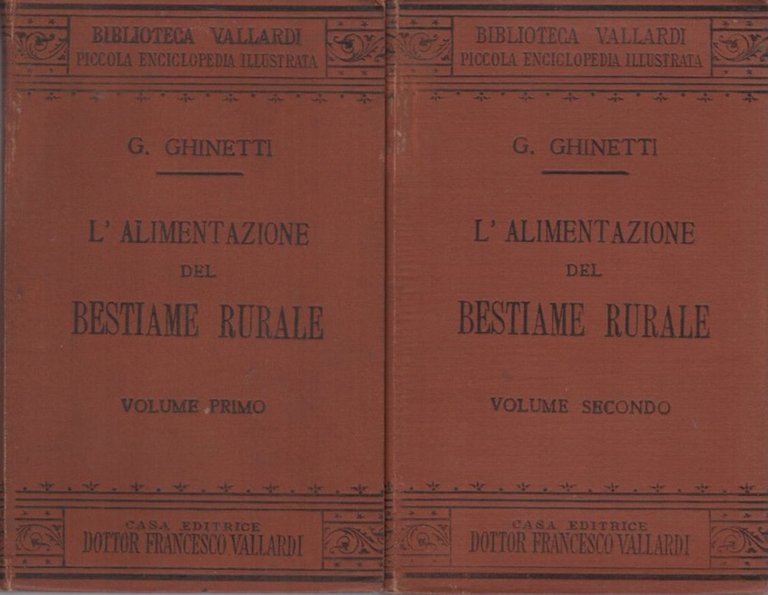 BIBLIOTECA VALLARDI
PICCOLA ENCICLOPEDIA ILLUSTRATA
G. GHINETTI
L' ALIMENTAZIONE
DEL
BESTIAME RURALE
VOLUME PRIMO
CASA EDITRICE
DOTTOR FRANCESCO VALLARDI
BIBLIOTECA VALLARDI
PICCOLA ENCICLOPEDIA ILLUSTRATA
G. GHINETTI
L' ALIMENTAZIONE
DEL
BESTIAME RURALE
VOLUME SECONDO
CASA EDITRICE
DOTTOR FRANCESCO VALLARDI